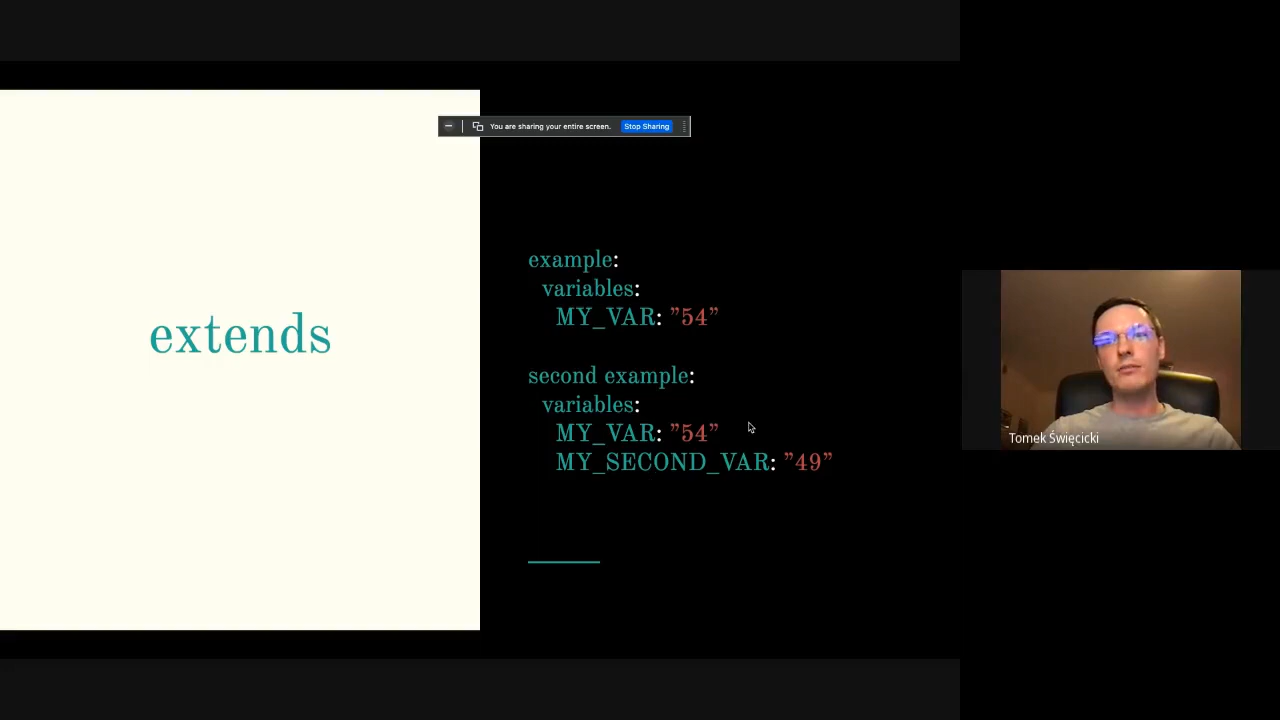 You are sharing your entire screen. Stop Sharing
extends
example:
variables:
MY_VAR: ”54”
second example:
variables:
MY_VAR: ”54”
MY_SECOND_VAR: ”49”
Tomek Święcicki